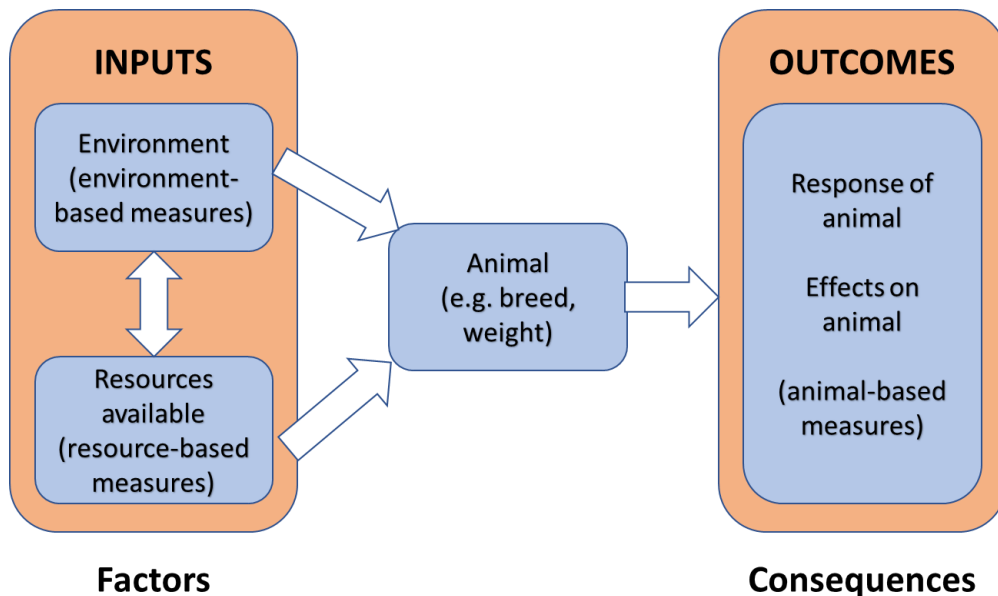 INPUTS
Environment
(environment-
based measures)
Resources
available
(resource-based
measures)
Factors
Animal
(e.g. breed,
weight)
OUTCOMES
Response of
animal
Effects on
animal
(animal-based
measures)
Consequences